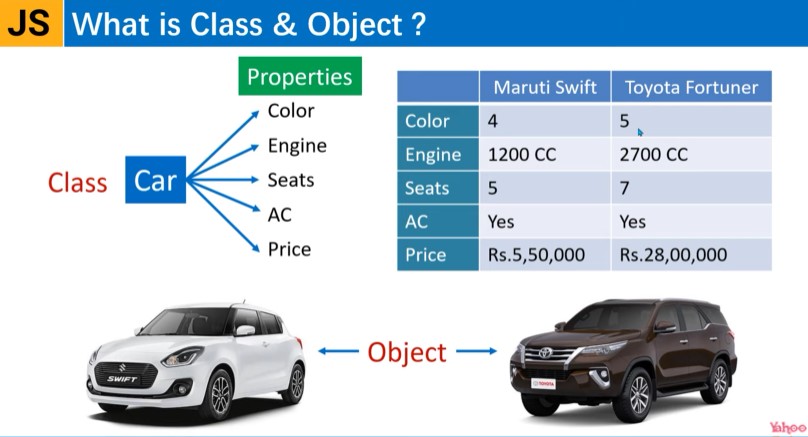 JS What is Class & Object ?
Properties
Color
Engine
Seats
AC
Price
Class Car
Maruti Swift Toyota Fortuner
Color 4 5
Engine 1200 CC 2700 CC
Seats 5 7
AC Yes Yes
Price Rs.5,50,000 Rs.28,00,000
Object
SWIFT
TOYOTA
Yahoo